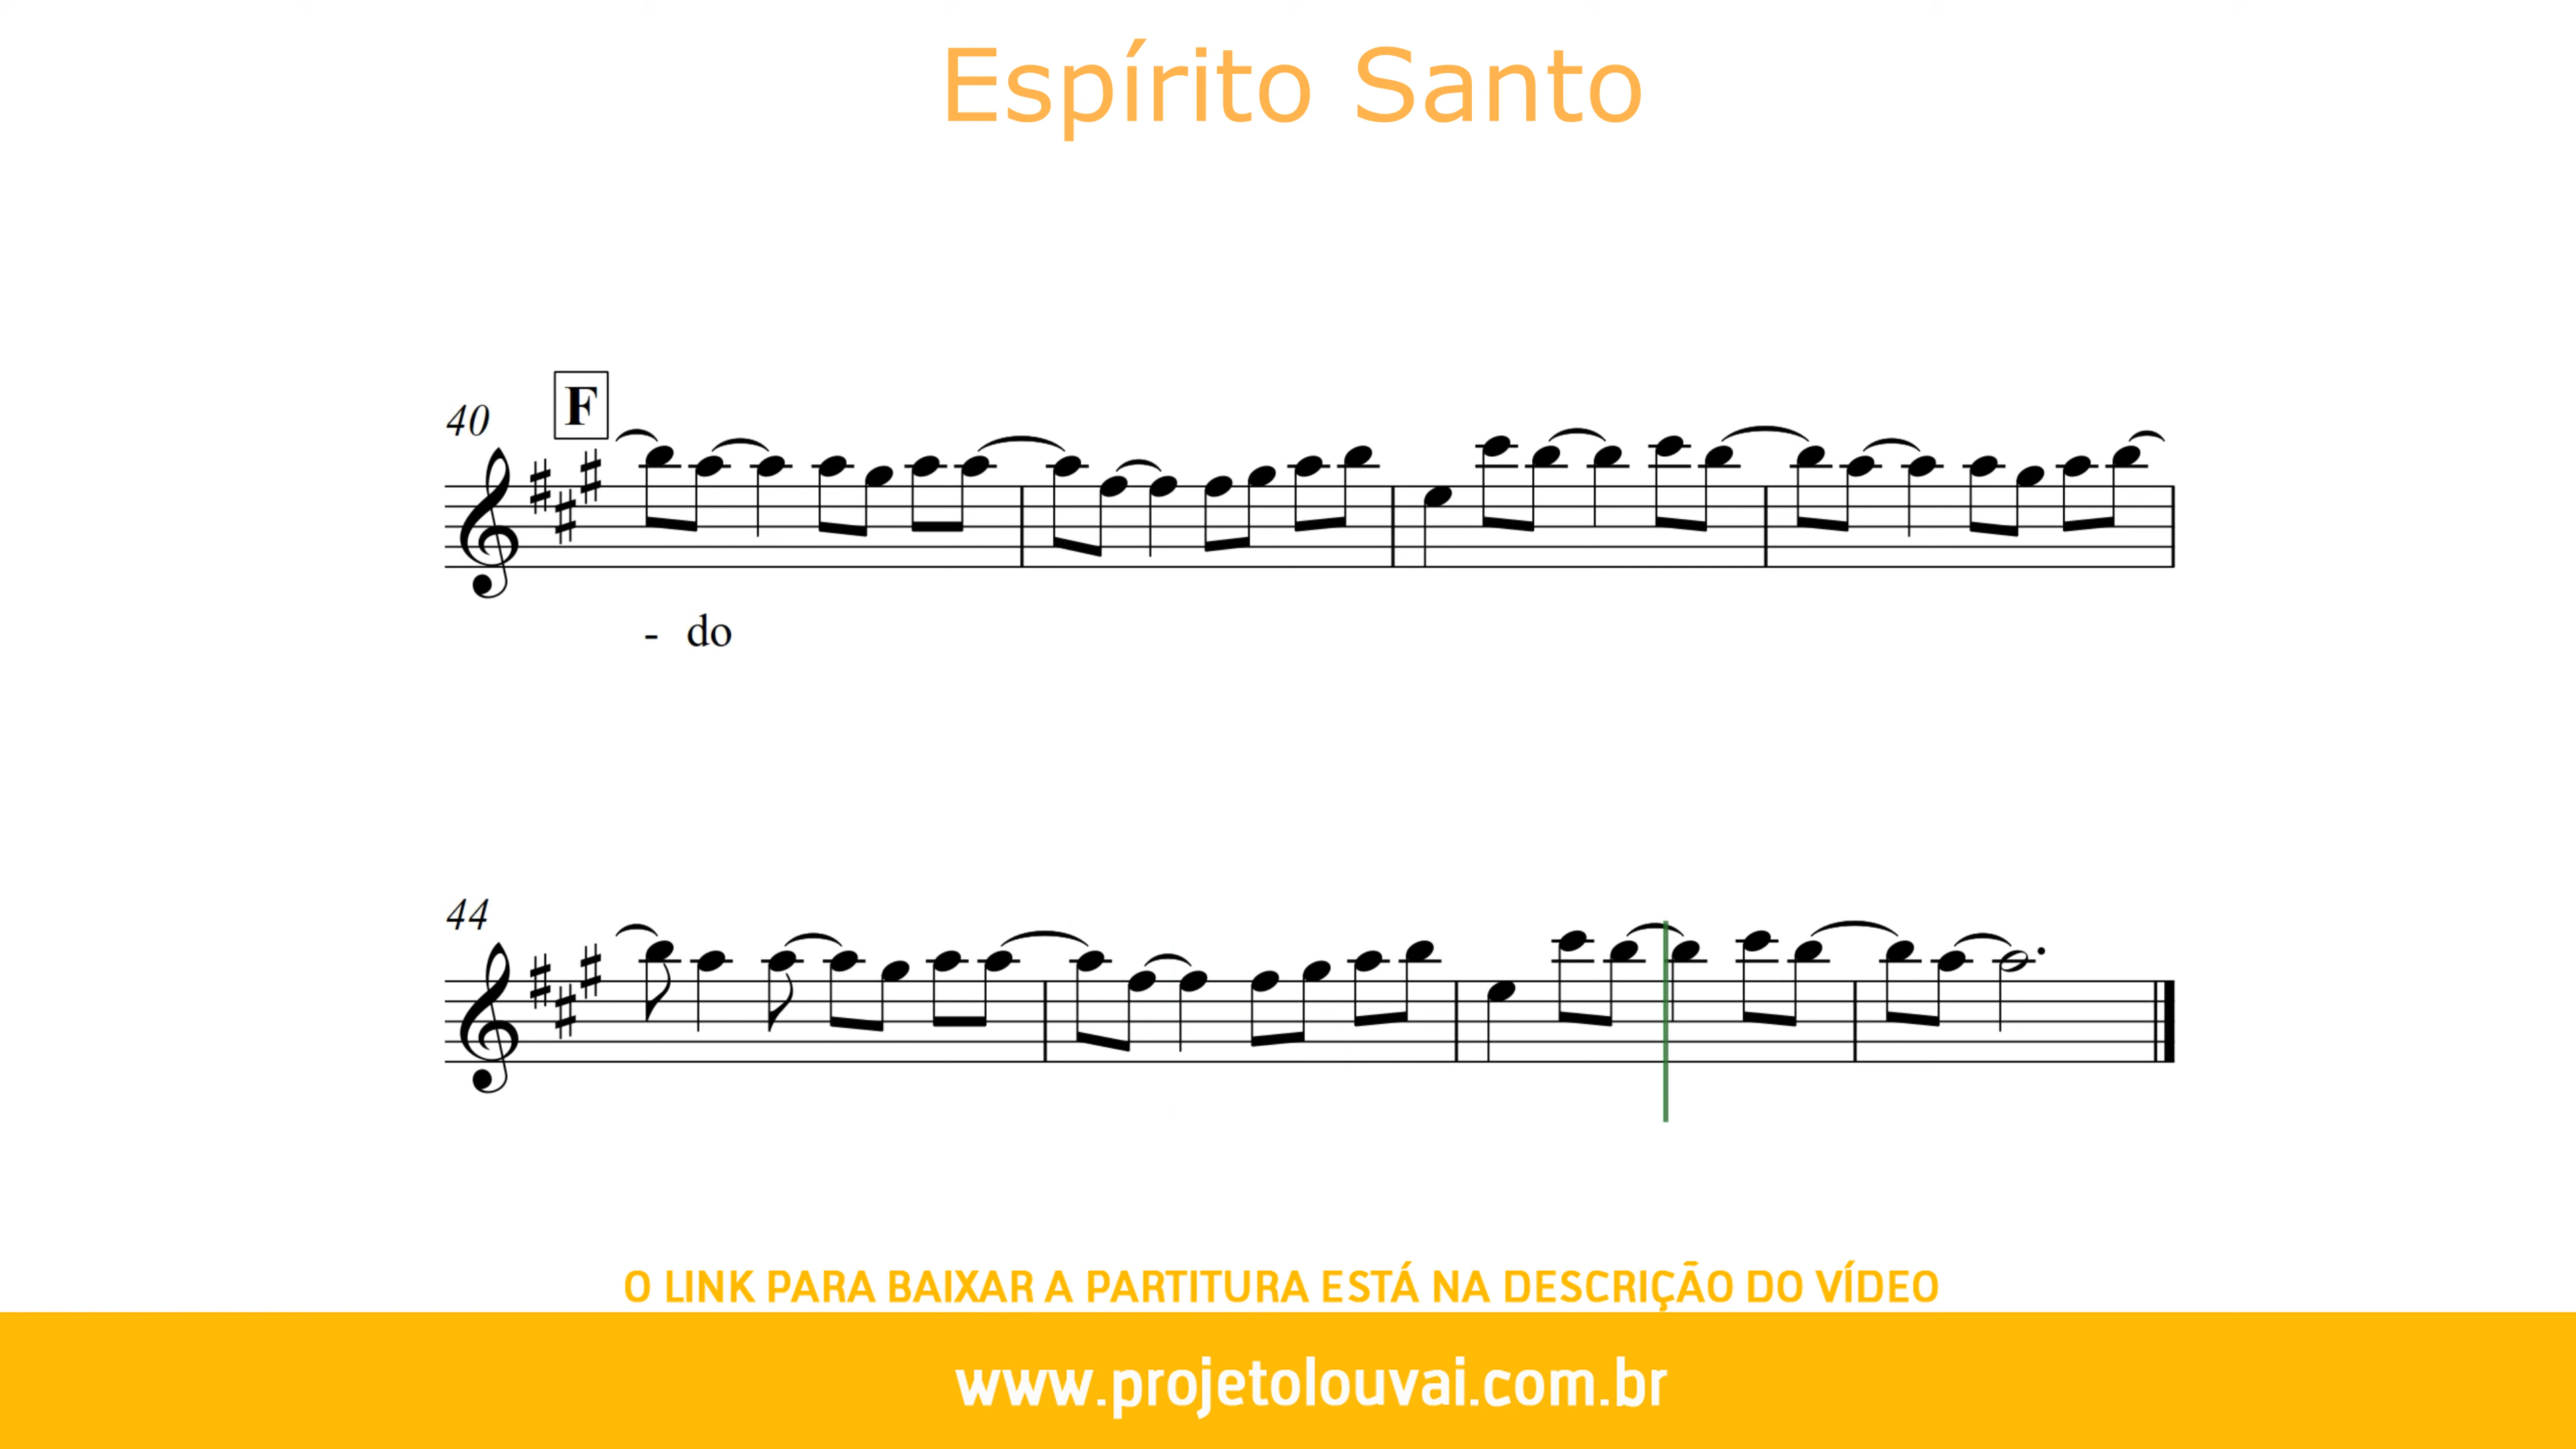 Espírito Santo
40
F
- do
44
O LINK PARA BAIXAR A PARTITURA ESTÁ NA DESCRIÇÃO DO VÍDEO
www.projetolouvai.com.br